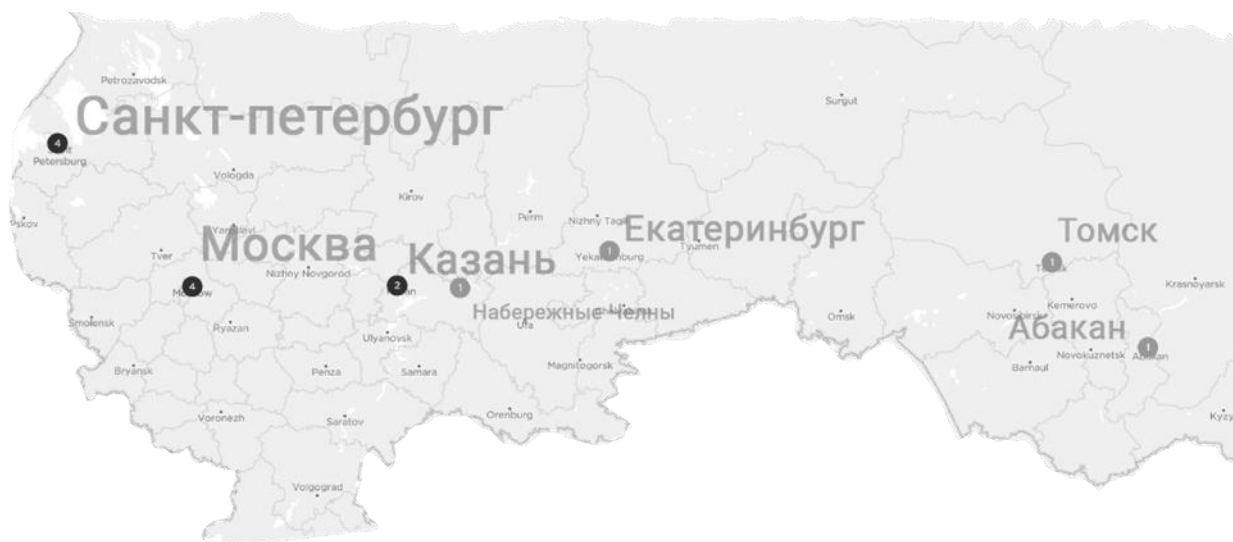 Petrozavodsk
Surgut
Санкт-петербург
4
Petersburg
Vologda
Kirov
Pskov
Perm
Nizhny Tagil
Екатеринбург
Томск
Москва
Казань
Tver
Nizhny Novgorod
1
Tyumen
1
Krasnoyarsk
4
2
1
Набережные Челны
Kemerovo
Smolensk
Ryazan
Ufa
Omsk
Абакан
Ulyanovsk
1
Novokuznetsk
Bryansk
Penza
Samara
Magnitogorsk
Barnaul
Voronezh
Saratov
Orenburg
Volgograd